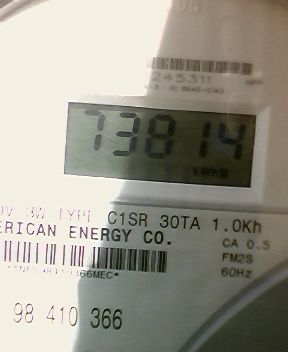 245311
73814
kWh
3W TYPE C1SR 30TA 1.0Kh
ERICAN ENERGY CO.
CA 0.5
FM2S
60Hz
98 410 366